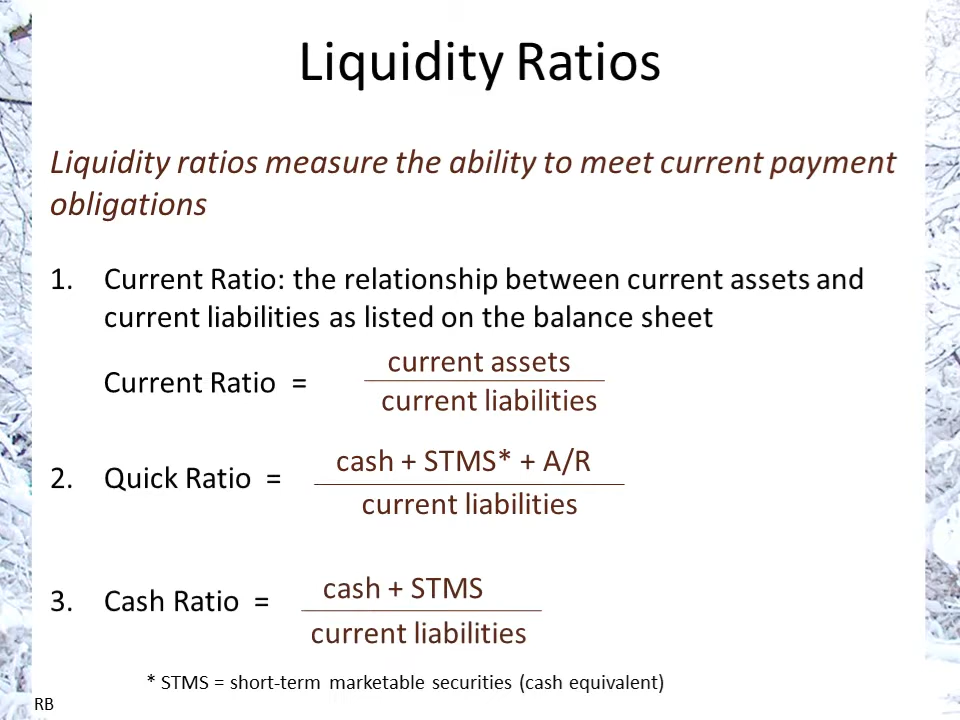 Liquidity Ratios
Liquidity ratios measure the ability to meet current payment
obligations
1. Current Ratio: the relationship between current assets and
current liabilities as listed on the balance sheet
Current Ratio =
current assets
current liabilities
2. Quick Ratio =
cash + STMS* + A/R
current liabilities
3. Cash Ratio =
cash + STMS
current liabilities
* STMS = short-term marketable securities (cash equivalent)
RB